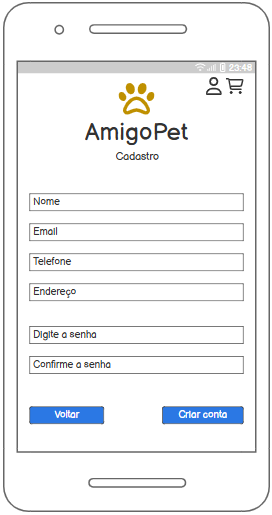 23:48
AmigoPet
Cadastro
Nome
Email
Telefone
Endereço
Digite a senha
Confirme a senha
Voltar
Criar conta